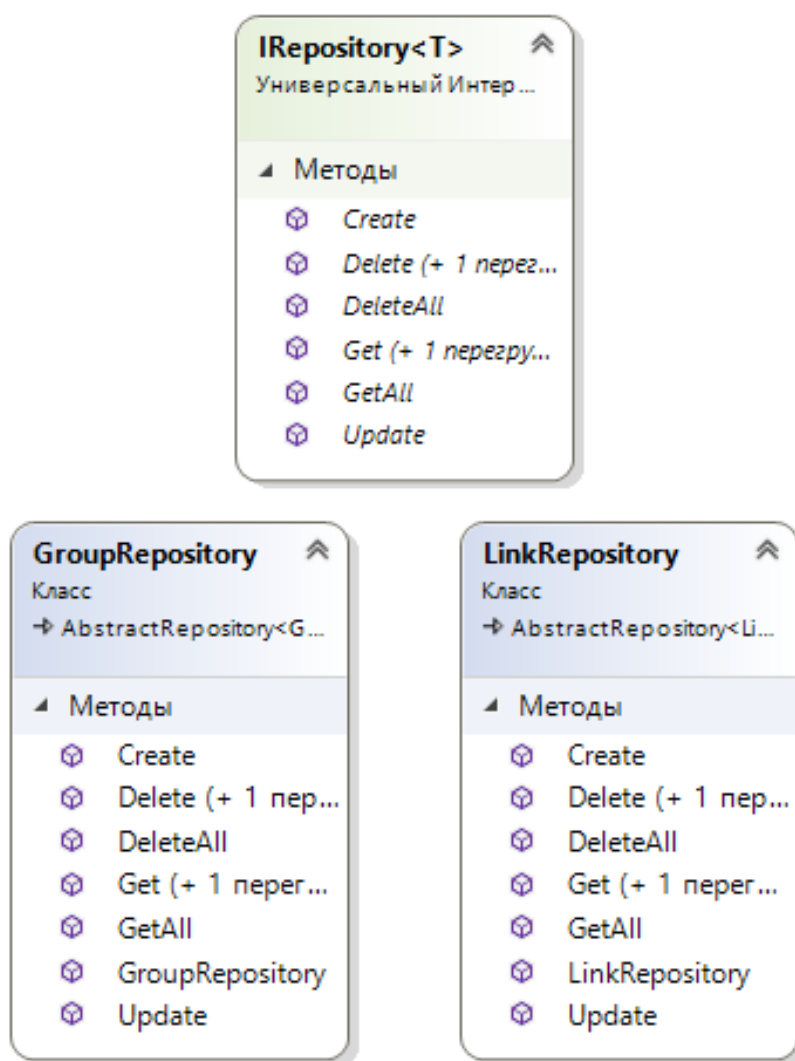 IRepository<T>
Универсальный Интер...
Методы
Create
Delete (+ 1 перег...
DeleteAll
Get (+ 1 перегру...
GetAll
Update
GroupRepository
Класс
AbstractRepository<G...
Методы
Create
Delete (+ 1 пер...
DeleteAll
Get (+ 1 перег...
GetAll
GroupRepository
Update
LinkRepository
Класс
AbstractRepository<Li...
Методы
Create
Delete (+ 1 пер...
DeleteAll
Get (+ 1 перег...
GetAll
LinkRepository
Update